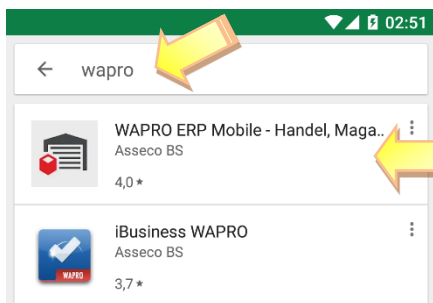 02:51
wapro
WAPRO ERP Mobile - Handel, Maga..
Asseco BS
4,0 ★
iBusiness WAPRO
Asseco BS
WAPRO
3,7 ★